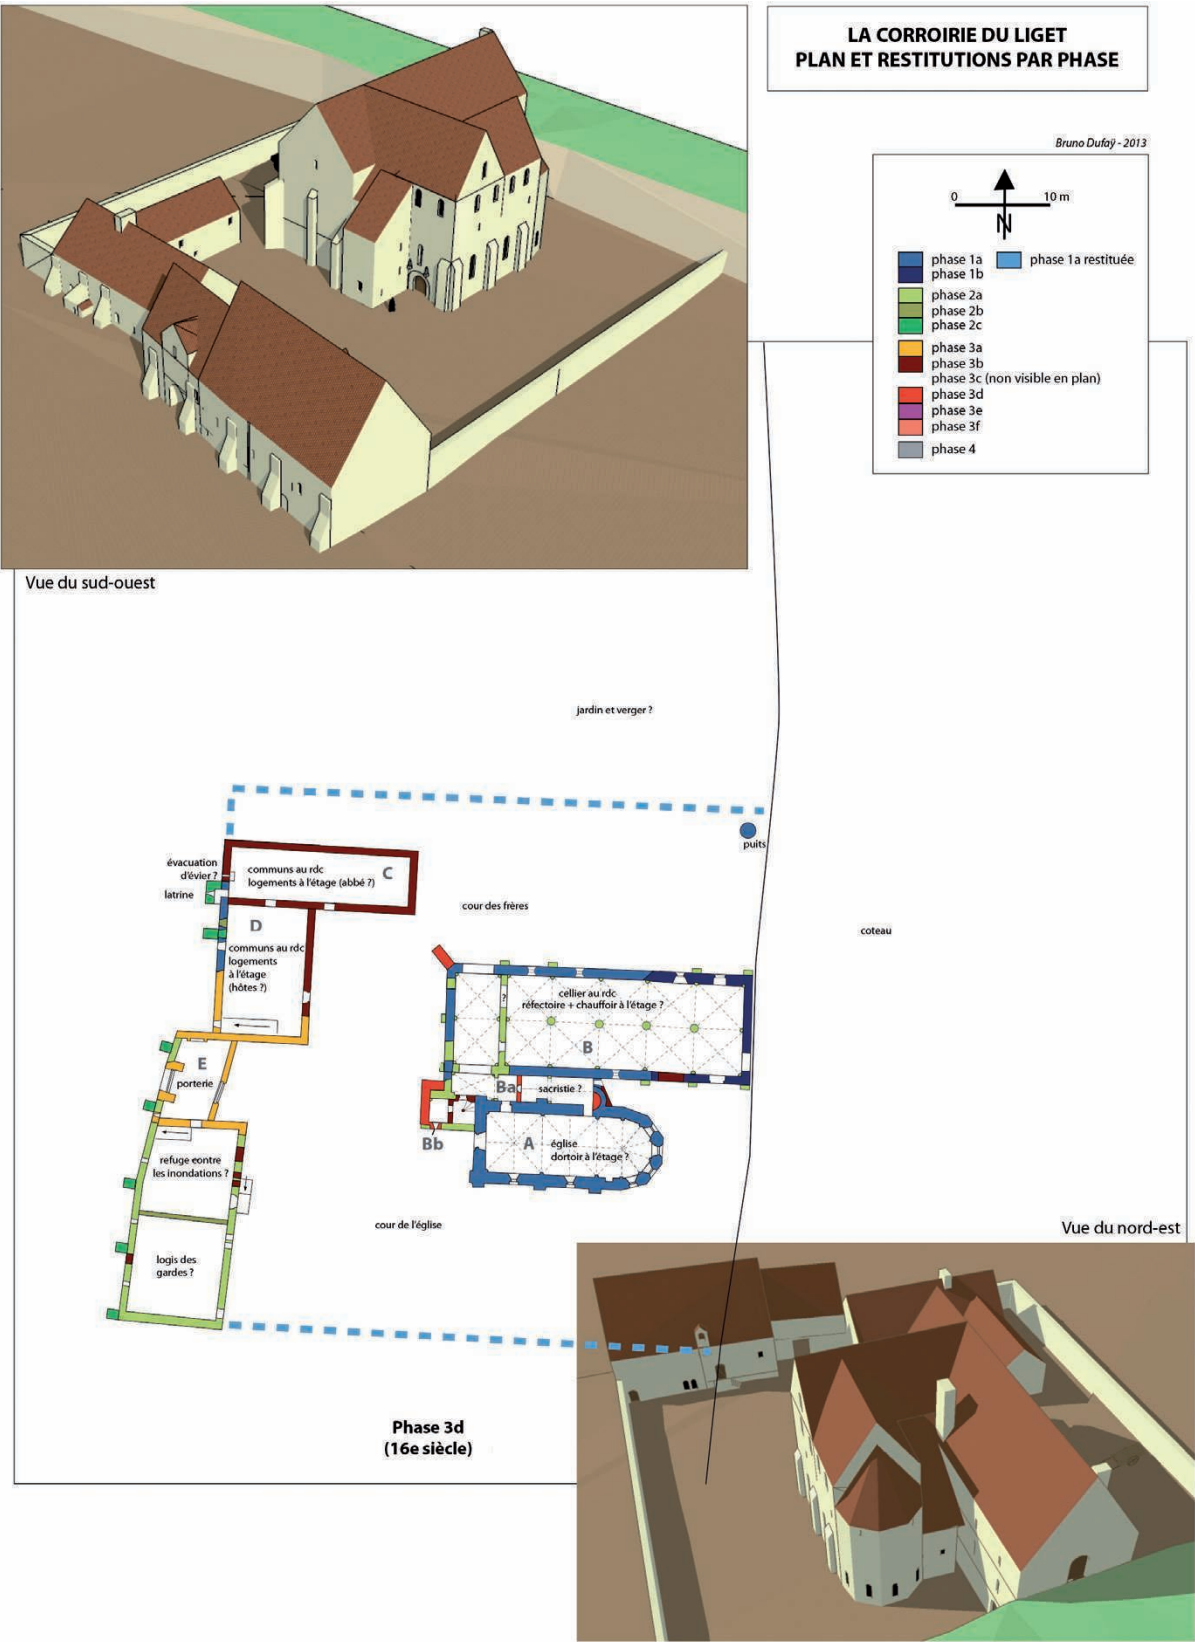 LA CORROIRIE DU LIGET
PLAN ET RESTITUTIONS PAR PHASE
Bruno Dufaÿ - 2013
0
10 m
N
phase 1a
phase 1a restituée
phase 1b
phase 2a
phase 2b
phase 2c
phase 3a
phase 3b
phase 3c (non visible en plan)
phase 3d
phase 3e
phase 3f
phase 4
Vue du sud-ouest
jardin et verger ?
puits
évacuation
d'évier ?
latrine
communs au rdc
logements à l'étage (abbé ?)
C
cour des frères
coteau
D
communs au rdc
logements
à l'étage
(hôtes ?)
?
cellier au rdc
réfectoire + chauffoir à l'étage ?
B
E
porterie
Ba
sacristie ?
Bb
A
église
dortoir à l'étage ?
refuge contre
les inondations ?
cour de l'église
logis des
gardes ?
Vue du nord-est
Phase 3d
(16e siècle)